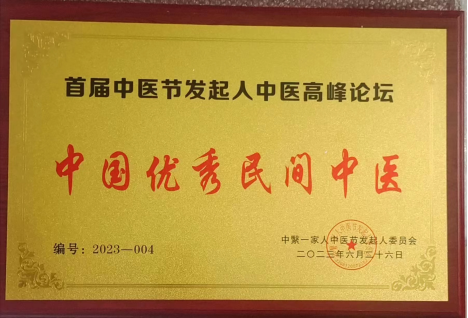 首届中医节发起人中医高峰论坛
中国优秀民间中医
编号：2023—004
中繄一家人中医节发起人委员会
二〇二三年六月二十六日